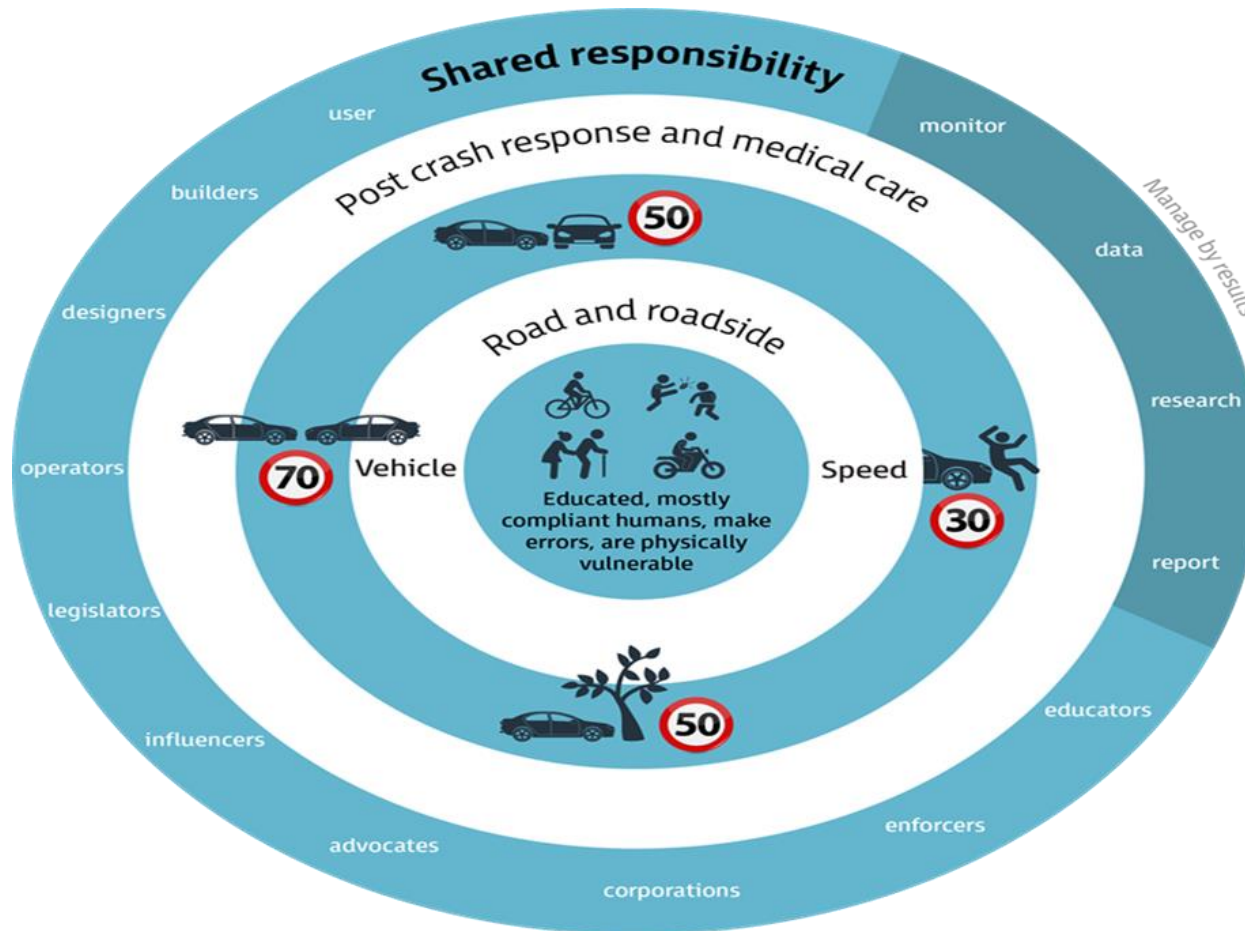 Shared responsibility
user
monitor
Post crash response and medical care
builders
Manage by results
50
data
designers
Road and roadside
research
operators
70
Vehicle
Speed
30
Educated, mostly
compliant humans, make
errors, are physically
vulnerable
report
legislators
50
educators
influencers
enforcers
advocates
corporations